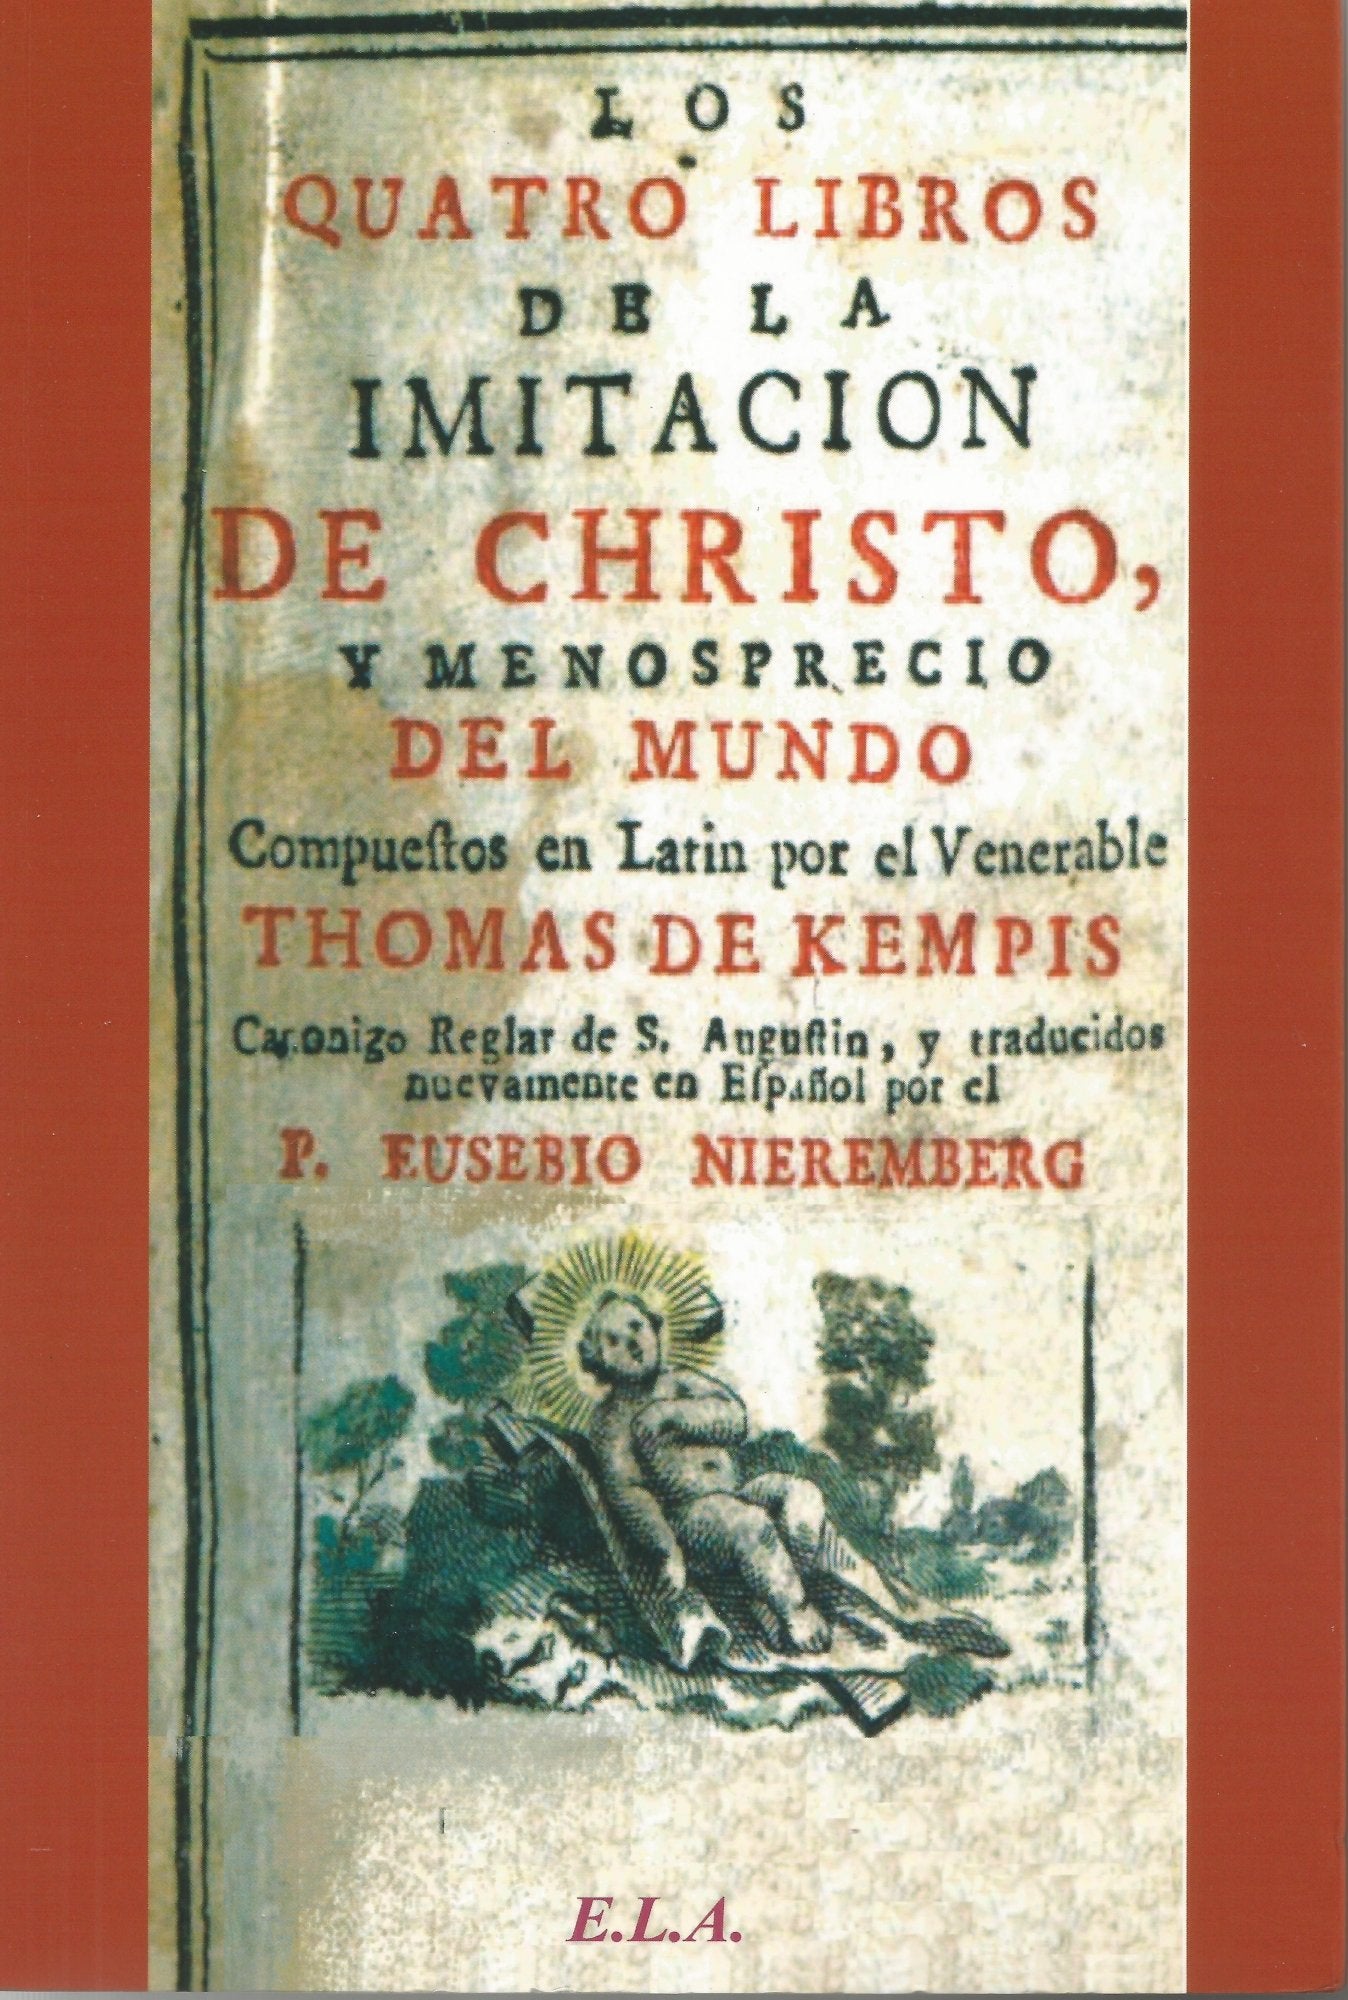 LOS
QUATRO LIBROS
DE LA
IMITACION
DE CHRISTO,
Y MENOSPRECIO
DEL MUNDO
Compueſtos en Latin por el Venerable
THOMAS DE KEMPIS
Canonigo Reglar de S. Auguſtin, y traducidos
nuevamente en Eſpañol por el
P. EUSEBIO NIEREMBERG
E.L.A.